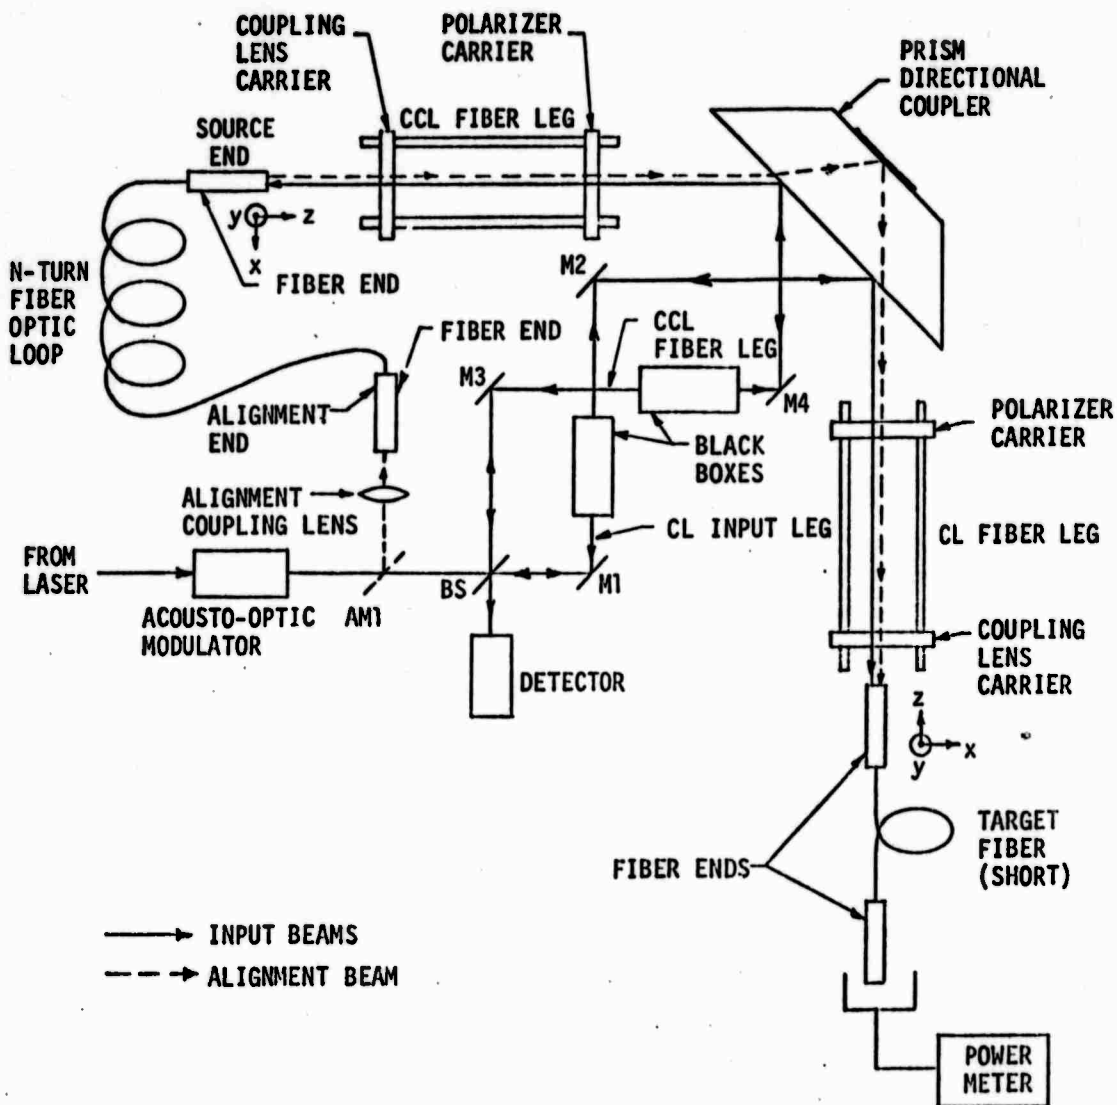 COUPLING
LENS
CARRIER
POLARIZER
CARRIER
PRISM
DIRECTIONAL
COUPLER
CCL FIBER LEG
SOURCE
END
y
z
x
FIBER END
N-TURN
FIBER
OPTIC
LOOP
M2
CCL
FIBER LEG
FIBER END
M3
M4
ALIGNMENT
END
BLACK
BOXES
POLARIZER
CARRIER
ALIGNMENT
COUPLING LENS
CL INPUT LEG
CL FIBER LEG
FROM
LASER
ACOUSTO-OPTIC
MODULATOR
AM1
BS
M1
DETECTOR
COUPLING
LENS
CARRIER
z
x
y
TARGET
FIBER
(SHORT)
FIBER ENDS
INPUT BEAMS
ALIGNMENT BEAM
POWER
METER